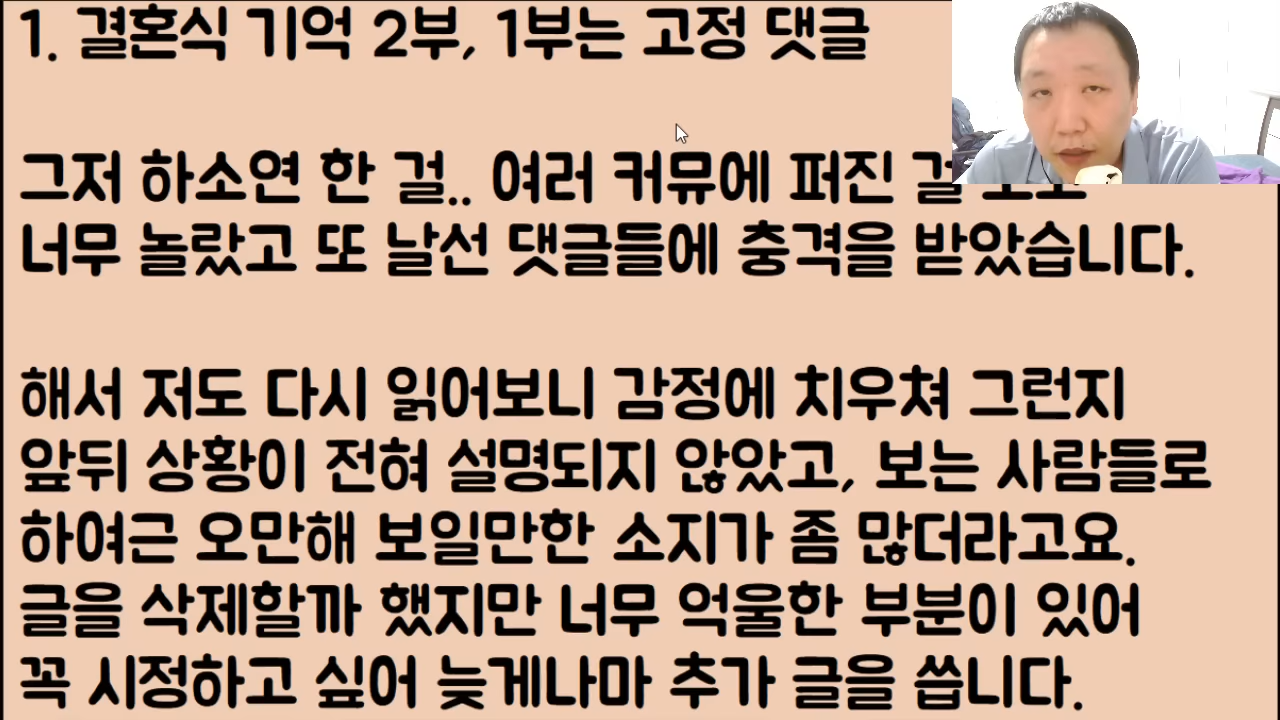 1. 결혼식 기억 2부, 1부는 고정 댓글
그저 하소연 한 걸.. 여러 커뮤에 퍼진 걸
너무 놀랐고 또 날선 댓글들에 충격을 받았습니다.
해서 저도 다시 읽어보니 감정에 치우쳐 그런지
앞뒤 상황이 전혀 설명되지 않았고, 보는 사람들로
하여근 오만해 보일만한 소지가 좀 많더라고요.
글을 삭제할까 했지만 너무 억울한 부분이 있어
꼭 시정하고 싶어 늦게나마 추가 글을 씁니다.